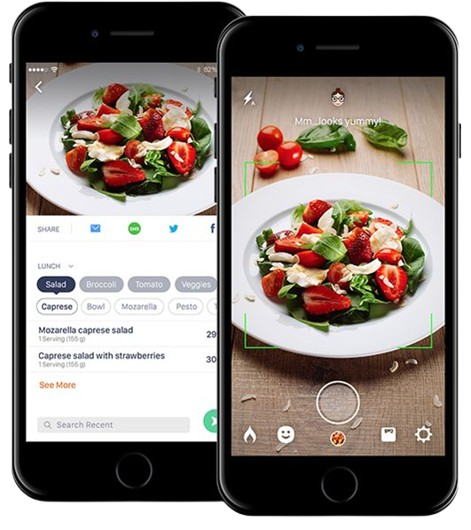 82%
SHARE
SMS
LUNCH
Salad Broccoli Tomato Veggies
Caprese Bowl Mozarella Pesto
Mozarella caprese salad 29
1 Serving (155 g)
Caprese salad with strawberries 30
1 Serving (155 g)
See More
Search Recent
A
Mm...looks yummy!